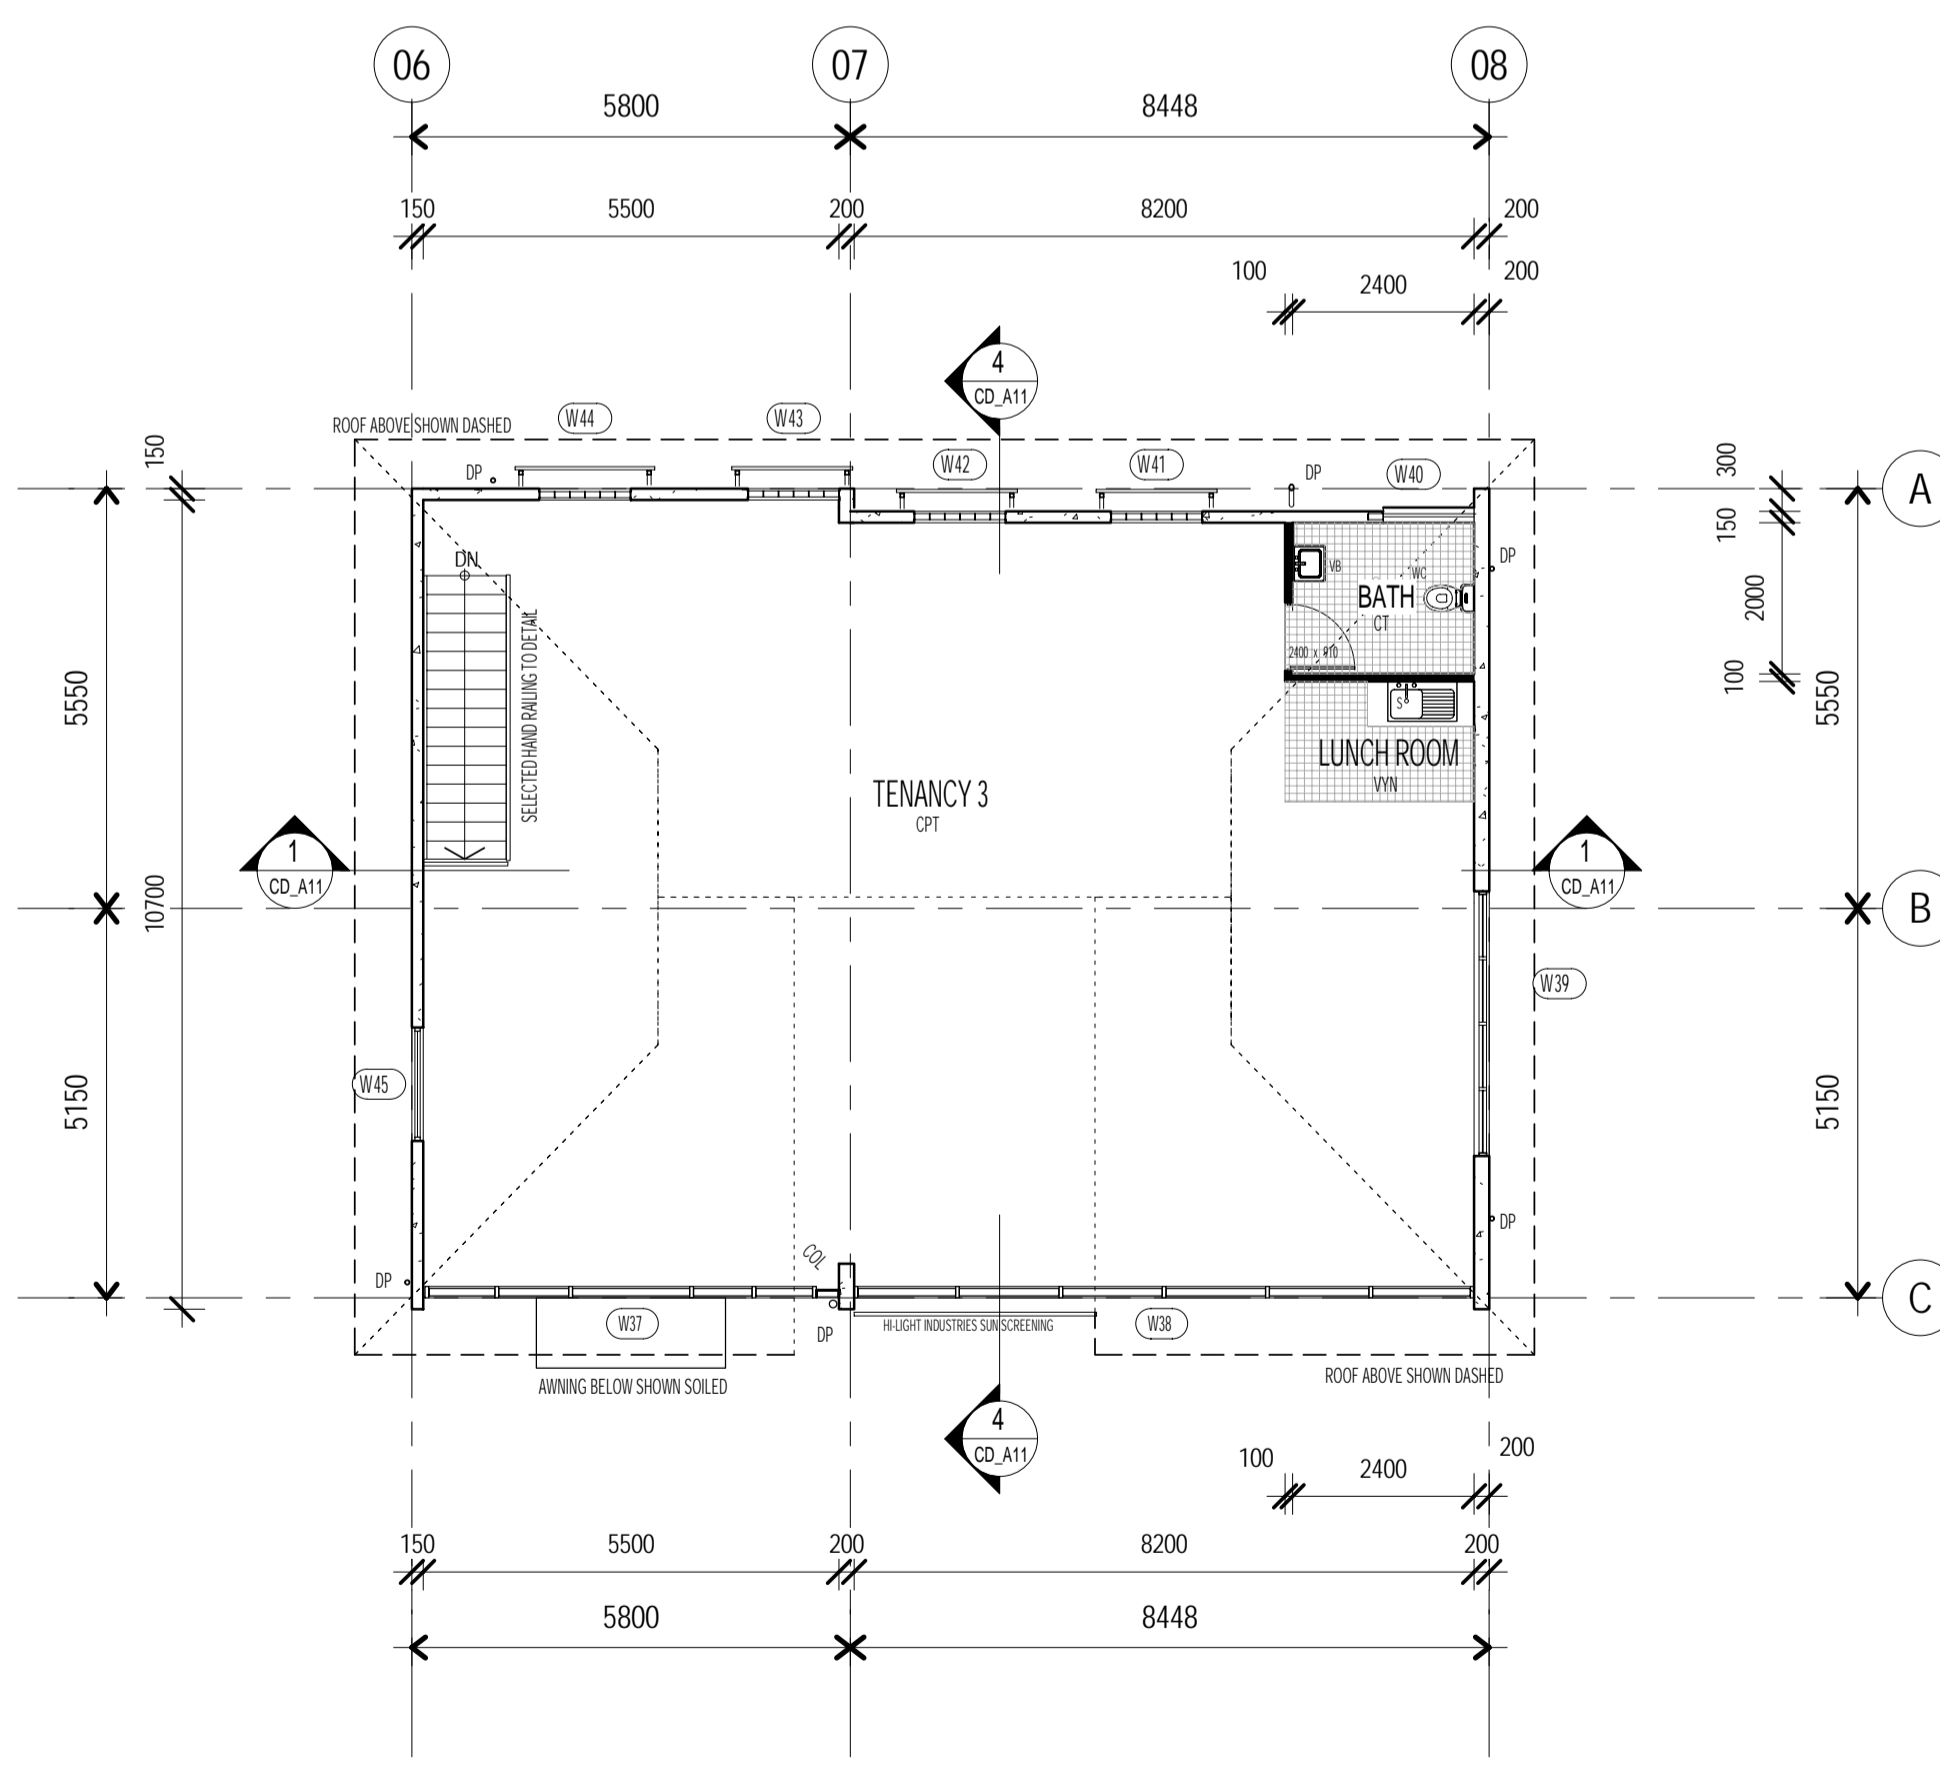 06 07 08
5800 8448
150 5500 200 8200 200
100 2400 200
4
CD_A11
ROOF ABOVE SHOWN DASHED
W44 W43 W42 W41 W40
DP DP
150 300
A
150
DN
VB WC
DP
BATH
CT
2000
2400 x 910
100
SELECTED HAND RAILING TO DETAIL
S
5550 5550
LUNCH ROOM
VYN
TENANCY 3
CPT
1
CD_A11
1
CD_A11
10700
B
W39
W45
5150 5150
DP
COL
DP
C
W37
DP
HI-LIGHT INDUSTRIES SUN SCREENING
W38
ROOF ABOVE SHOWN DASHED
AWNING BELOW SHOWN SOILED
4
CD_A11
100 2400 200
150 5500 200 8200 200
5800 8448